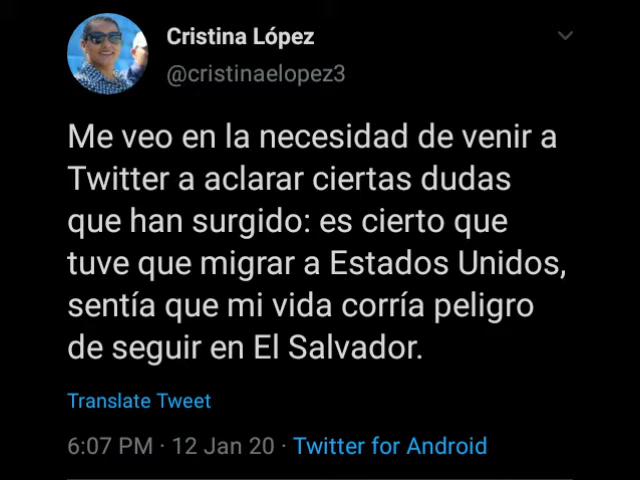 Cristina López
@cristinaelopez3
Me veo en la necesidad de venir a
Twitter a aclarar ciertas dudas
que han surgido: es cierto que
tuve que migrar a Estados Unidos,
sentía que mi vida corría peligro
de seguir en El Salvador.
Translate Tweet
6:07 PM · 12 Jan 20 · Twitter for Android